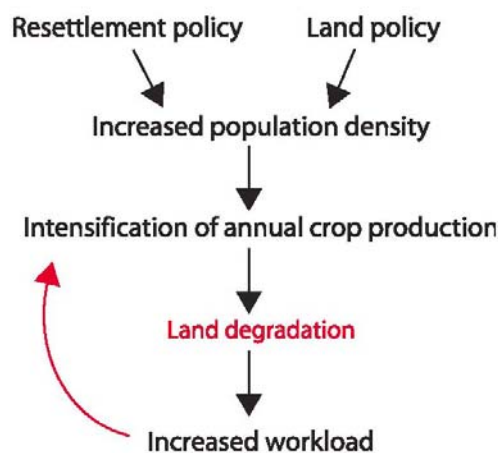 Resettlement policy
Land policy
Increased population density
Intensification of annual crop production
Land degradation
Increased workload